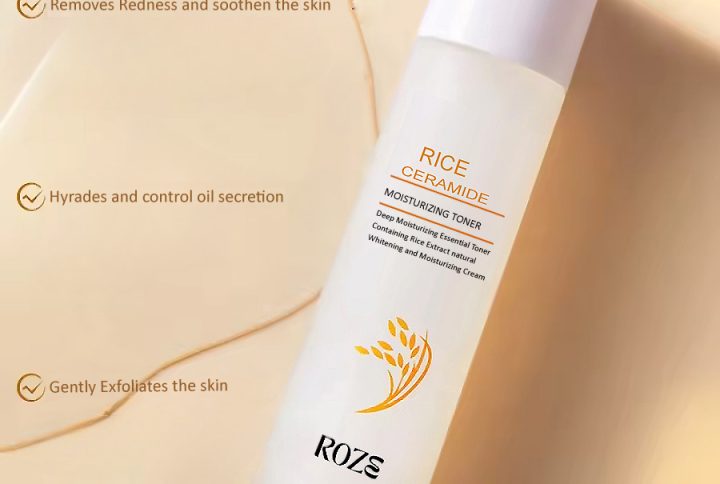 Removes Redness and soothen the skin
Hyrades and control oil secretion
Gently Exfoliates the skin
RICE
CERAMIDE
MOISTURIZING TONER
Deep Moisturizing Essential Toner
Containing Rice Extract natural
Whitening and Moisturizing Cream
ROZE